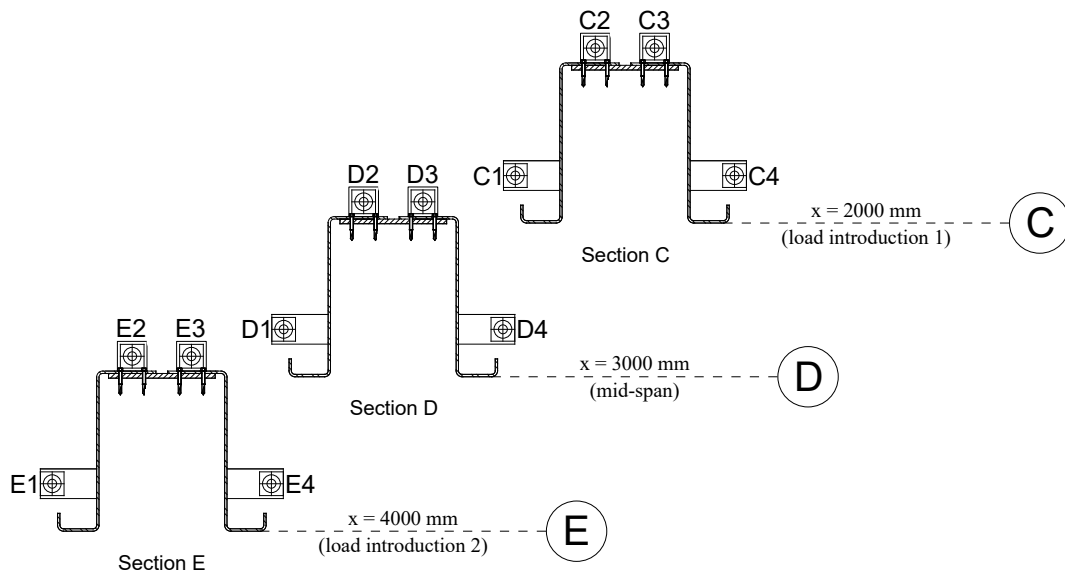 C2 C3
C1 C4
x = 2000 mm
(load introduction 1)
C
Section C
D2 D3
D1 D4
x = 3000 mm
(mid-span)
D
Section D
E2 E3
E1 E4
x = 4000 mm
(load introduction 2)
E
Section E